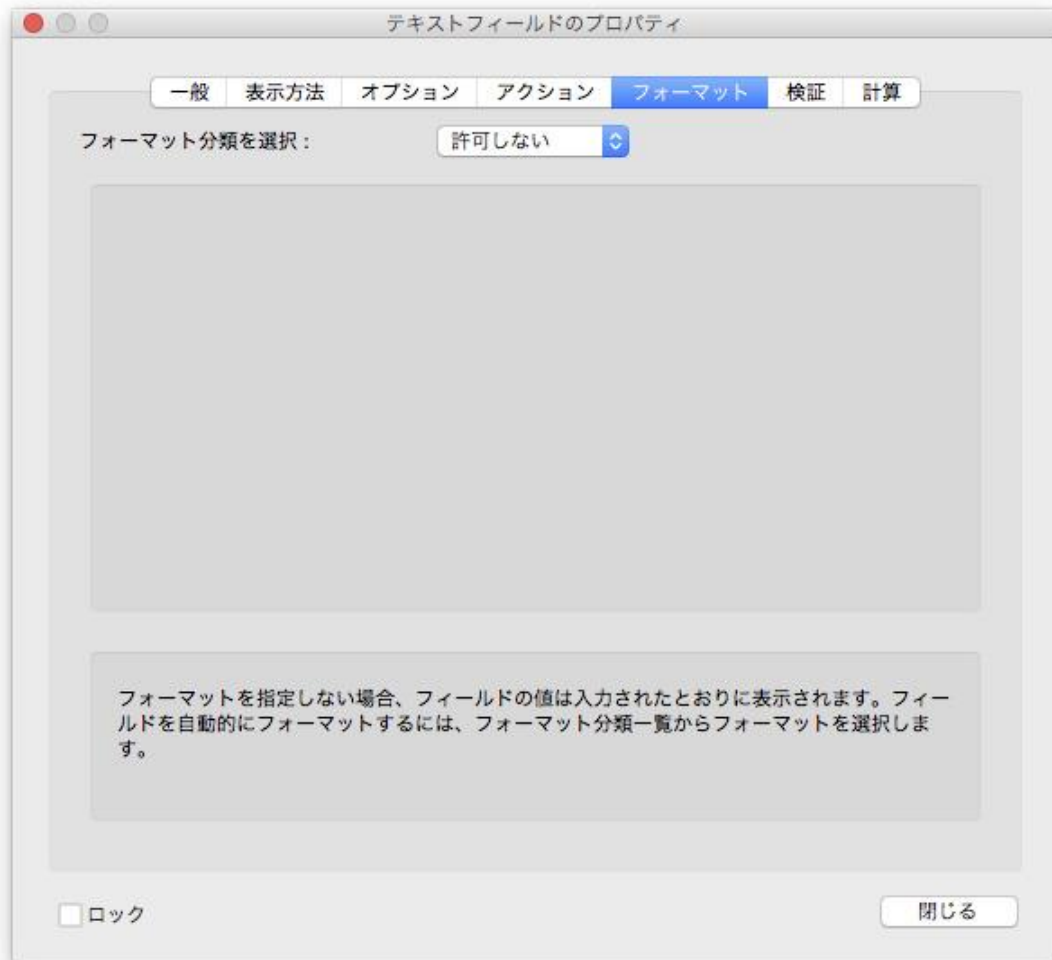 テキストフィールドのプロパティ
一般 表示方法 オプション アクション フォーマット 検証 計算
フォーマット分類を選択： 許可しない
フォーマットを指定しない場合、フィールドの値は入力されたとおりに表示されます。フィー
ルドを自動的にフォーマットするには、フォーマット分類一覧からフォーマットを選択しま
す。
ロック 閉じる